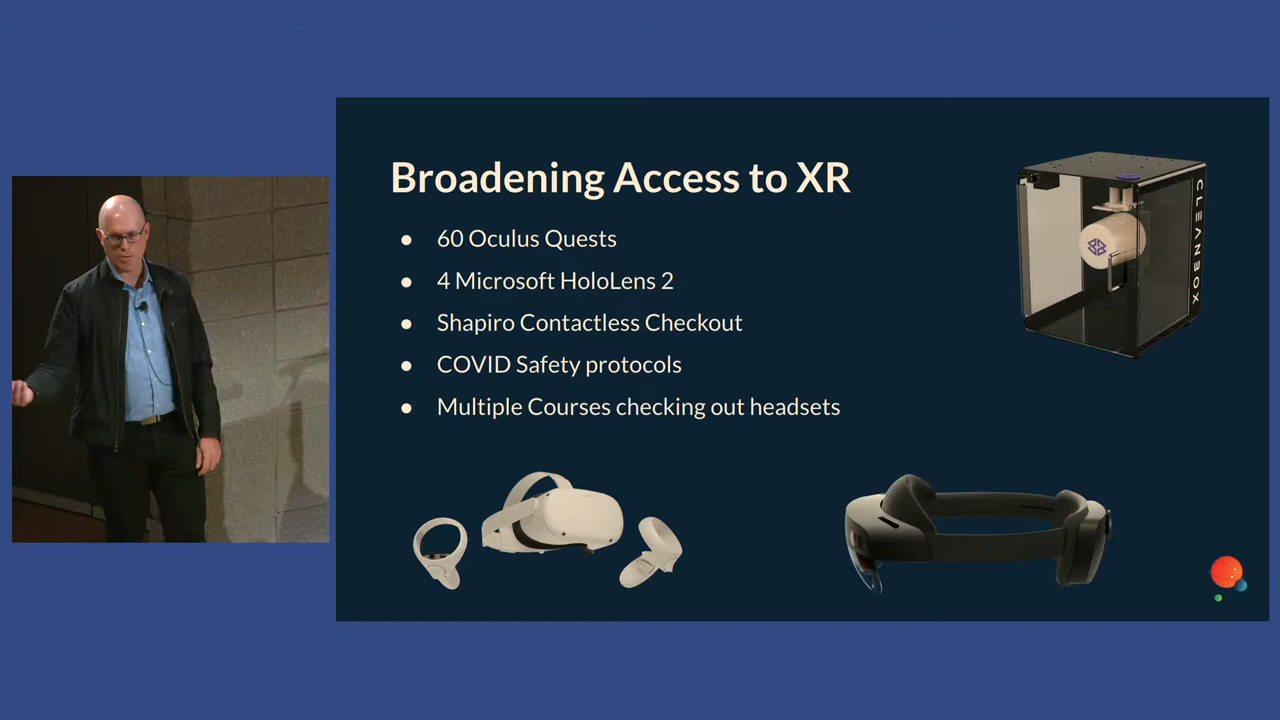 Broadening Access to XR
● 60 Oculus Quests
● 4 Microsoft HoloLens 2
● Shapiro Contactless Checkout
● COVID Safety protocols
● Multiple Courses checking out headsets
CLEANBOX